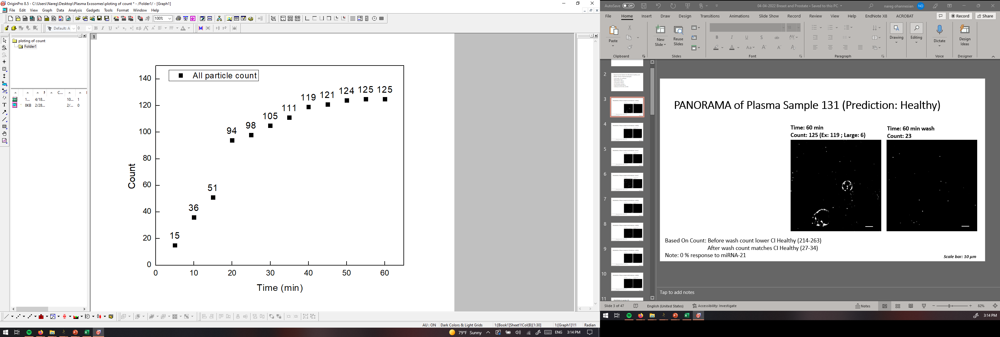 OriginPro 8.5 - C:\Users\Nareg\Desktop\Plasma Exosomes\ploting of count * - /Folder1/ - [Graph1]
File Edit View Graph Data Analysis Gadgets Tools Format Window Help
100%
Default: A 0 B I U
ploting of count
Folder1
C...
1... 4/18... 10... 1
8KB 2/28... 2/... 0
1
All particle count
140
120
100
80
60
40
20
0
Count
15
36
51
94
98
105
111
119
121
124
125
125
0 10 20 30 40 50 60
Time (min)
AU : ON Dark Colors & Light Grids 1:[Book1]Sheet1!Col(B)[1:30] 1:[Graph1]1!1 Radian
79°F Sunny ENG 3:14 PM
AutoSave Off 04-04-2022 Breast and Prostate • Saved to this PC nareg ohannesian NO
File Home Insert Draw Design Transitions Animations Slide Show Record Review View Help EndNote X8 ACROBAT Record Share
Paste
New Slide
Reuse Slides
B I U S ab AV
Aa A A
Drawing
Editing
Dictate
Design Ideas
Clipboard Slides Font Paragraph Voice Designer
2
3
4
5
6
7
8
9
10
11
PANORAMA of Plasma Sample 131 (Prediction: Healthy)
Time: 60 min
Count: 125 (Ex: 119 ; Large: 6)
Time: 60 min wash
Count: 23
Based On Count: Before wash count lower CI Healthy (214-263)
After wash count matches CI Healthy (27-34)
Note: 0 % response to miRNA-21
Scale bar: 10 µm
Tap to add notes
Slide 3 of 47 English (United States) Accessibility: Investigate Notes 82%
3:14 PM